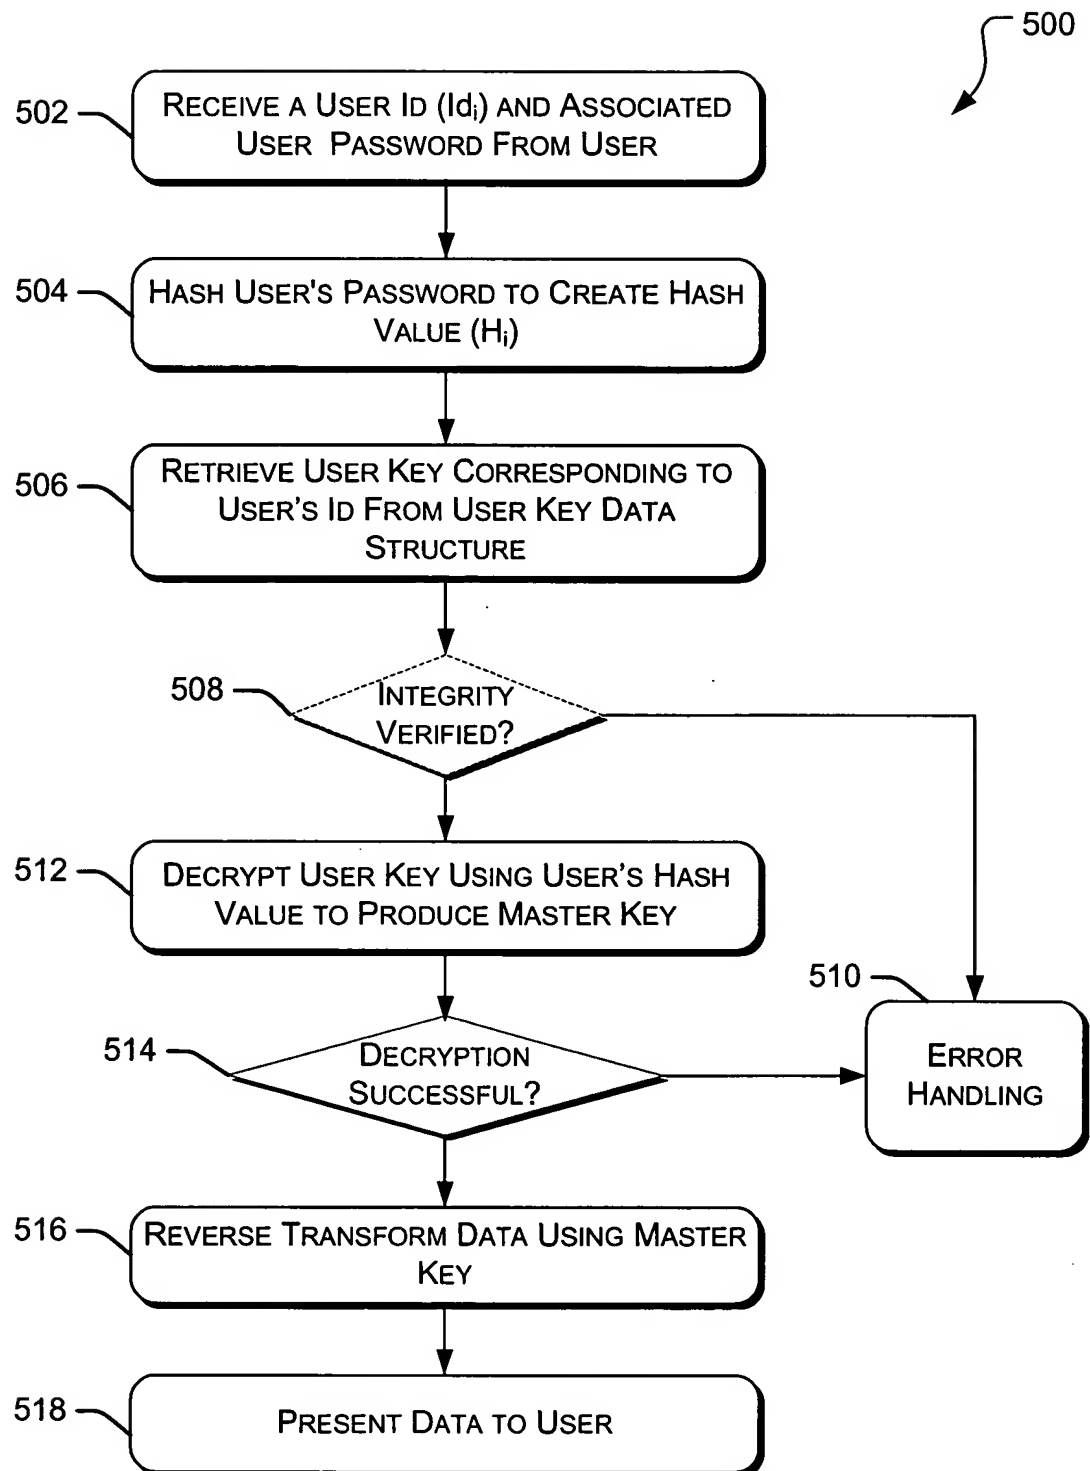 500
502
RECEIVE A USER ID (Idi) AND ASSOCIATED
USER PASSWORD FROM USER
504
HASH USER'S PASSWORD TO CREATE HASH
VALUE (Hi)
506
RETRIEVE USER KEY CORRESPONDING TO
USER'S ID FROM USER KEY DATA
STRUCTURE
508
INTEGRITY
VERIFIED?
512
DECRYPT USER KEY USING USER'S HASH
VALUE TO PRODUCE MASTER KEY
510
ERROR
HANDLING
514
DECRYPTION
SUCCESSFUL?
516
REVERSE TRANSFORM DATA USING MASTER
KEY
518
PRESENT DATA TO USER